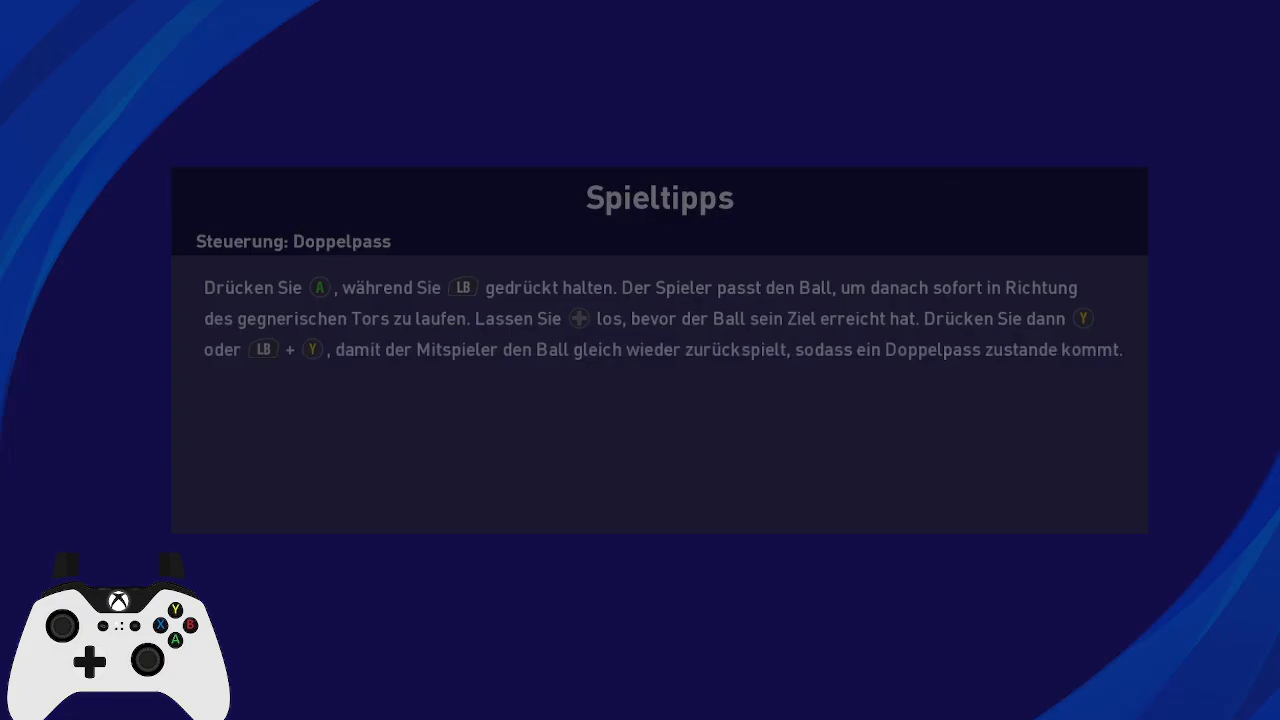 Spieltipps
Steuerung: Doppelpass
Drücken Sie A, während Sie LB gedrückt halten. Der Spieler passt den Ball, um danach sofort in Richtung
des gegnerischen Tors zu laufen. Lassen Sie los, bevor der Ball sein Ziel erreicht hat. Drücken Sie dann Y
oder LB + Y, damit der Mitspieler den Ball gleich wieder zurückspielt, sodass ein Doppelpass zustande kommt.
Y
X B
A